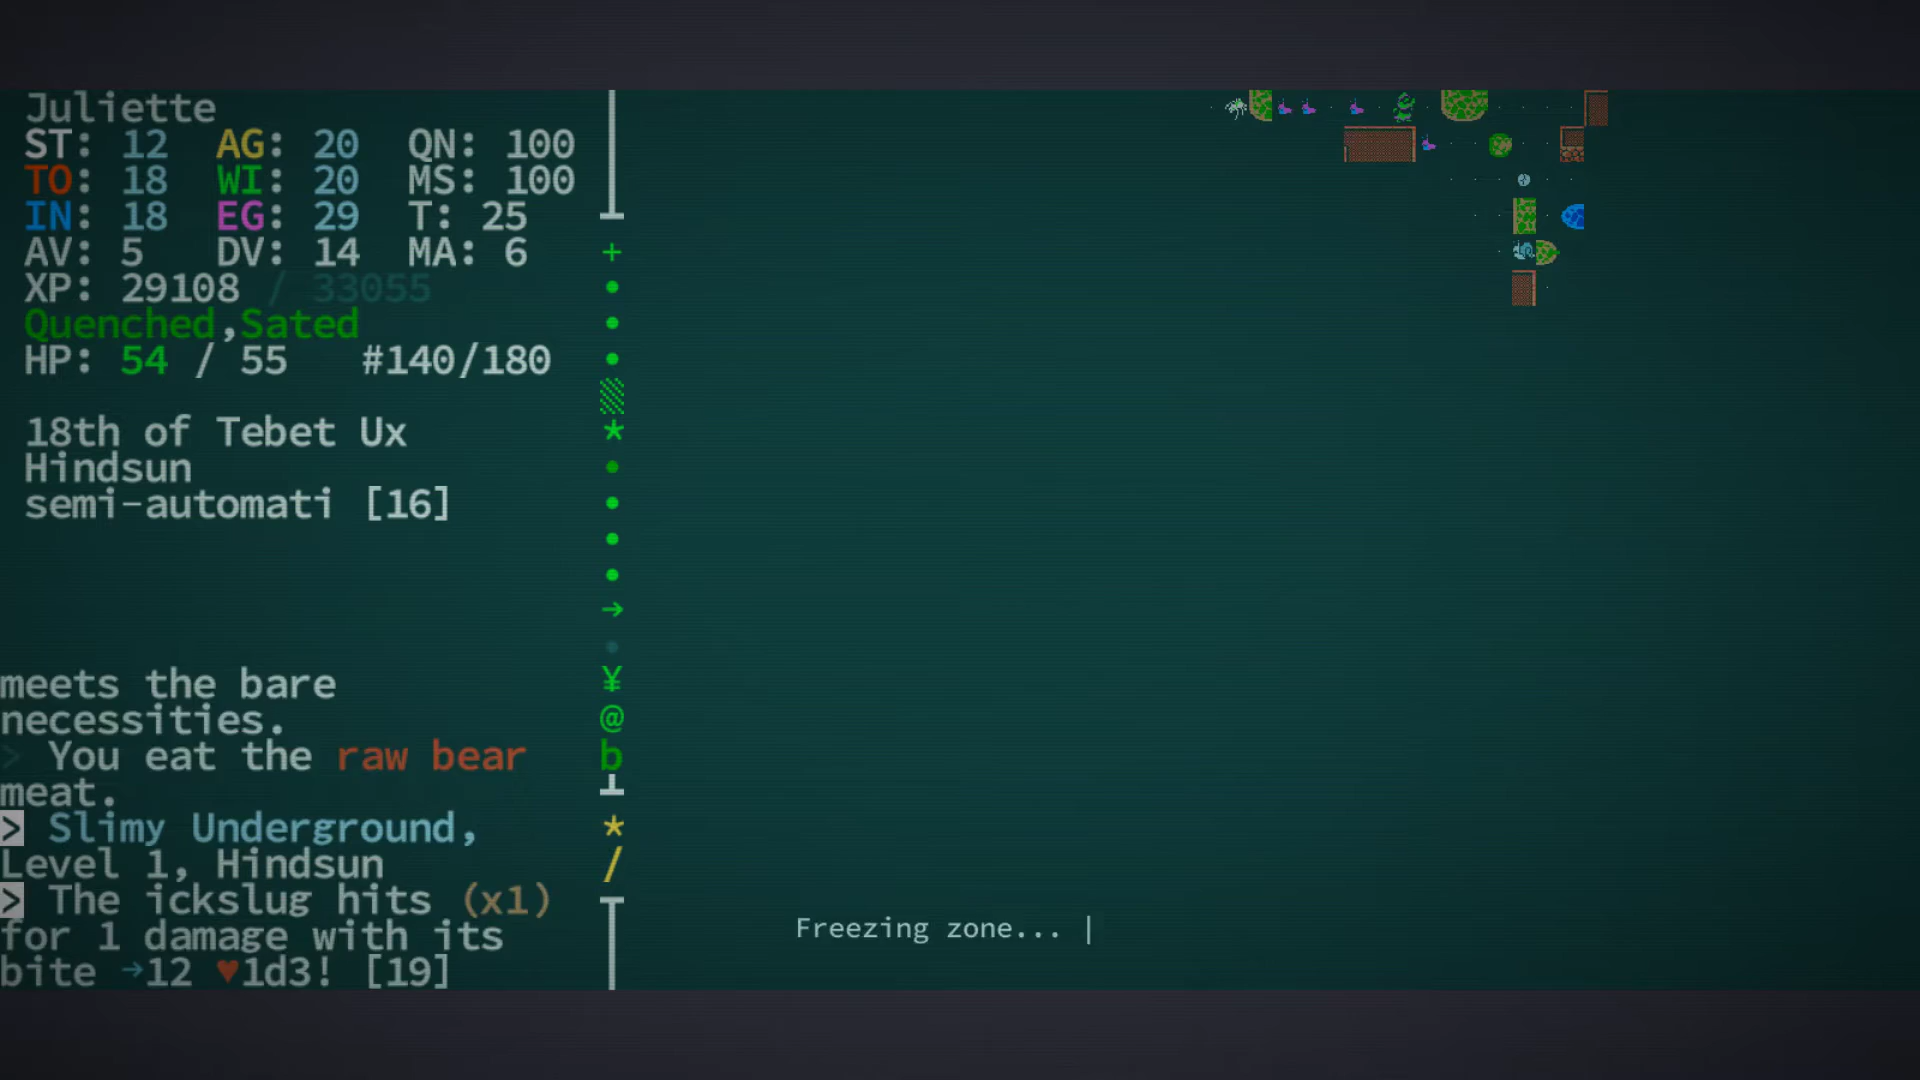 Juliette
ST: 12 AG: 20 QN: 100
TO: 18 WI: 20 MS: 100
IN: 18 EG: 29 T: 25
AV: 5 DV: 14 MA: 6
XP: 29108 / 33055
Quenched,Sated
HP: 54 / 55 #140/180
18th of Tebet Ux
Hindsun
semi-automati [16]
meets the bare
necessities.
> You eat the raw bear
meat.
> Slimy Underground,
Level 1, Hindsun
> The ickslug hits (x1)
for 1 damage with its
bite →12 ♥1d3! [19]
+
*
→
¥
@
b
*
/
Freezing zone... |